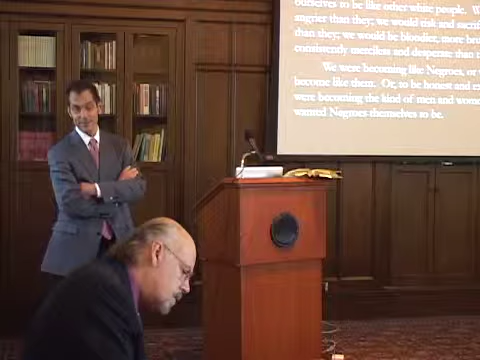 ourselves to be like other white people. W
angrier than they; we would risk and sacrif
than they; we would be bloodier, more bro
consistently merciless and desperate than t
We were becoming like Negroes, or
become like them. Or, to be honest and ex
were becoming the kind of men and wome
wanted Negroes themselves to be.